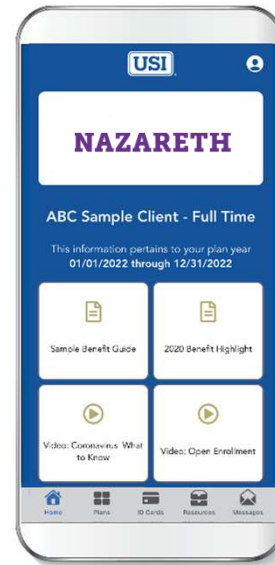 USI
NAZARETH
ABC Sample Client - Full Time
This information pertains to your plan year
01/01/2022 through 12/31/2022
Sample Benefit Guide
2020 Benefit Highlight
Video: Coronavirus What
to Know
Video: Open Enrollment
Home Plans ID Cards Resources Messages